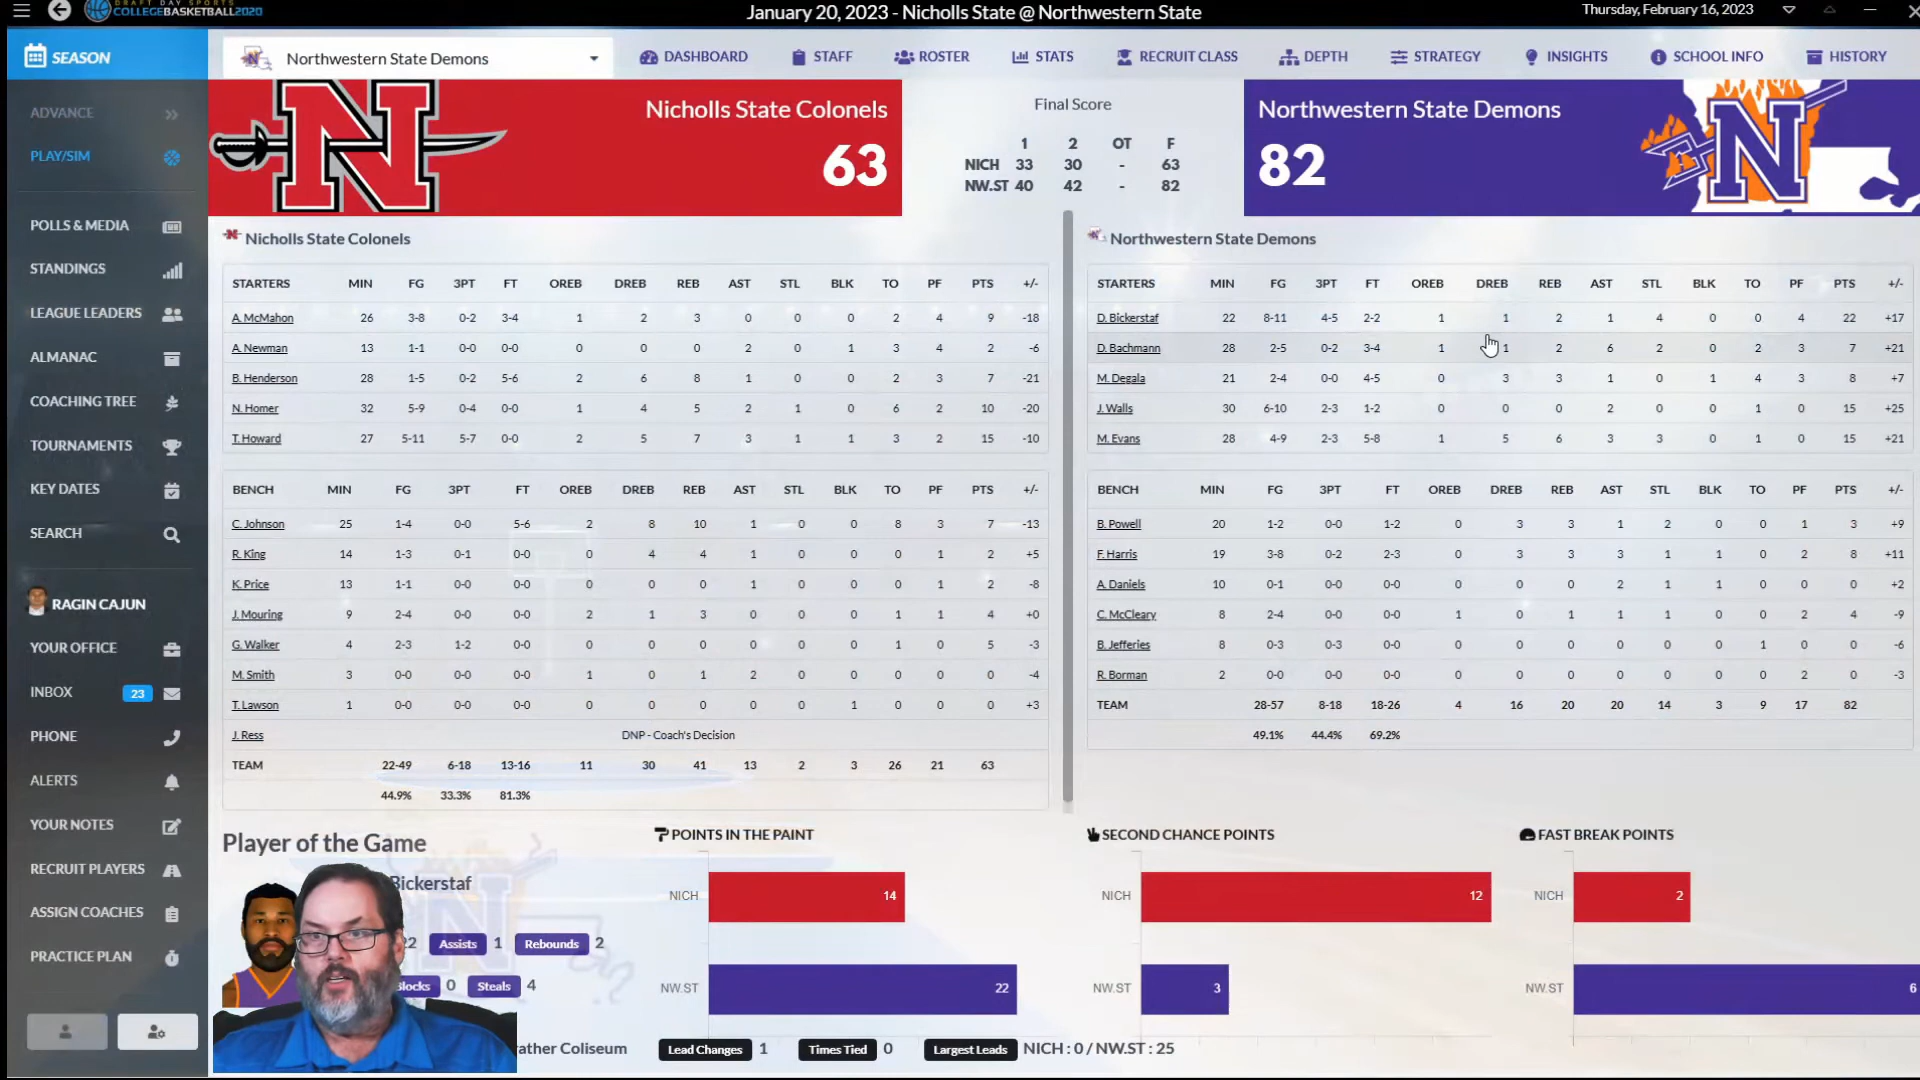 DRAFT DAY SPORTS
COLLEGEBASKETBALL2020
January 20, 2023 - Nicholls State @ Northwestern State
Thursday, February 16, 2023
SEASON
Northwestern State Demons
DASHBOARD STAFF ROSTER STATS RECRUIT CLASS DEPTH STRATEGY INSIGHTS SCHOOL INFO HISTORY
ADVANCE
PLAY/SIM
POLLS & MEDIA
STANDINGS
LEAGUE LEADERS
ALMANAC
COACHING TREE
TOURNAMENTS
KEY DATES
SEARCH
RAGIN CAJUN
YOUR OFFICE
INBOX 23
PHONE
ALERTS
YOUR NOTES
RECRUIT PLAYERS
ASSIGN COACHES
PRACTICE PLAN
N
Nicholls State Colonels
63
Final Score
1 2 OT F
NICH 33 30 - 63
NW.ST 40 42 - 82
Northwestern State Demons
82
N
Nicholls State Colonels
STARTERS MIN FG 3PT FT OREB DREB REB AST STL BLK TO PF PTS +/-
A. McMahon 26 3-8 0-2 3-4 1 2 3 0 0 0 2 4 9 -18
A. Newman 13 1-1 0-0 0-0 0 0 0 2 0 1 3 4 2 -6
B. Henderson 28 1-5 0-2 5-6 2 6 8 1 0 0 2 3 7 -21
N. Homer 32 5-9 0-4 0-0 1 4 5 2 1 0 6 2 10 -20
T. Howard 27 5-11 5-7 0-0 2 5 7 3 1 1 3 2 15 -10
BENCH MIN FG 3PT FT OREB DREB REB AST STL BLK TO PF PTS +/-
C. Johnson 25 1-4 0-0 5-6 2 8 10 1 0 0 8 3 7 -13
R. King 14 1-3 0-1 0-0 0 4 4 1 0 0 0 1 2 +5
K. Price 13 1-1 0-0 0-0 0 0 0 1 0 0 0 1 2 -8
J. Mouring 9 2-4 0-0 0-0 2 1 3 0 0 0 1 1 4 +0
G. Walker 4 2-3 1-2 0-0 0 0 0 0 0 0 1 0 5 -3
M. Smith 3 0-0 0-0 0-0 1 0 1 2 0 0 0 0 0 -4
T. Lawson 1 0-0 0-0 0-0 0 0 0 0 0 1 0 0 0 +3
J. Ress DNP - Coach's Decision
TEAM 22-49 6-18 13-16 11 30 41 13 2 3 26 21 63
44.9% 33.3% 81.3%
Northwestern State Demons
STARTERS MIN FG 3PT FT OREB DREB REB AST STL BLK TO PF PTS +/-
D. Bickerstaf 22 8-11 4-5 2-2 1 1 2 1 4 0 0 4 22 +17
D. Bachmann 28 2-5 0-2 3-4 1 1 2 6 2 0 2 3 7 +21
M. Degala 21 2-4 0-0 4-5 0 3 3 1 0 1 4 3 8 +7
J. Walls 30 6-10 2-3 1-2 0 0 0 2 0 0 1 0 15 +25
M. Evans 28 4-9 2-3 5-8 1 5 6 3 3 0 1 0 15 +21
BENCH MIN FG 3PT FT OREB DREB REB AST STL BLK TO PF PTS +/-
B. Powell 20 1-2 0-0 1-2 0 3 3 1 2 0 0 1 3 +9
F. Harris 19 3-8 0-2 2-3 0 3 3 3 1 1 0 2 8 +11
A. Daniels 10 0-1 0-0 0-0 0 0 0 2 1 1 0 0 0 +2
C. McCleary 8 2-4 0-0 0-0 1 0 1 1 1 0 0 2 4 -9
B. Jefferies 8 0-3 0-3 0-0 0 0 0 0 0 0 1 0 0 -6
R. Borman 2 0-0 0-0 0-0 0 0 0 0 0 0 0 2 0 -3
TEAM 28-57 8-18 18-26 4 16 20 20 14 3 9 17 82
49.1% 44.4% 69.2%
Player of the Game
Bickerstaf
22 Assists 1 Rebounds 2
Blocks 0 Steals 4
rather Coliseum
POINTS IN THE PAINT
NICH 14
NW.ST 22
SECOND CHANCE POINTS
NICH 12
NW.ST 3
FAST BREAK POINTS
NICH 2
NW.ST 6
Lead Changes 1 Times Tied 0 Largest Leads NICH : 0 / NW.ST : 25